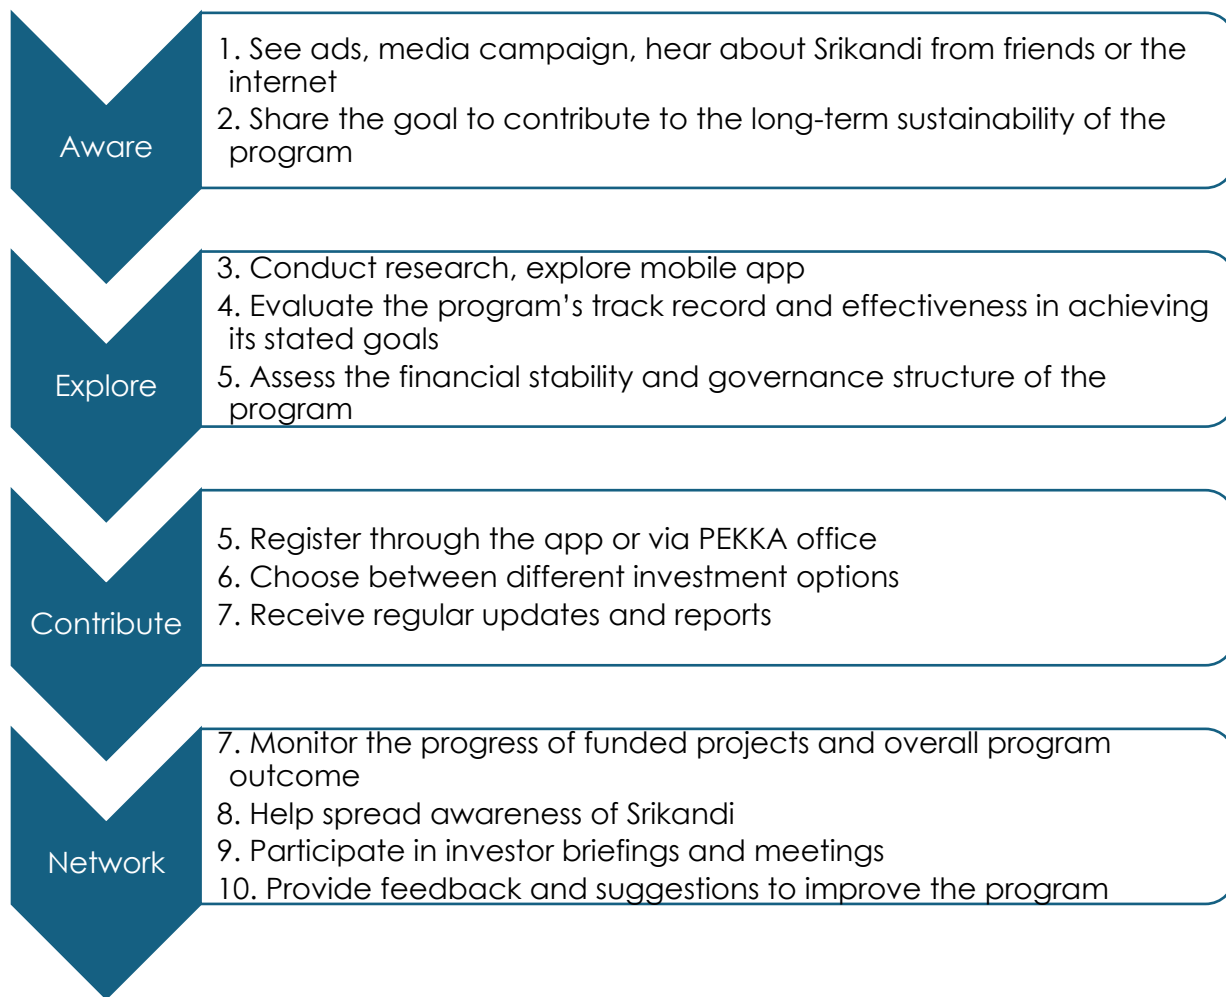 Aware
1. See ads, media campaign, hear about Srikandi from friends or the
internet
2. Share the goal to contribute to the long-term sustainability of the
program
Explore
3. Conduct research, explore mobile app
4. Evaluate the program’s track record and effectiveness in achieving
its stated goals
5. Assess the financial stability and governance structure of the
program
Contribute
5. Register through the app or via PEKKA office
6. Choose between different investment options
7. Receive regular updates and reports
Network
7. Monitor the progress of funded projects and overall program
outcome
8. Help spread awareness of Srikandi
9. Participate in investor briefings and meetings
10. Provide feedback and suggestions to improve the program